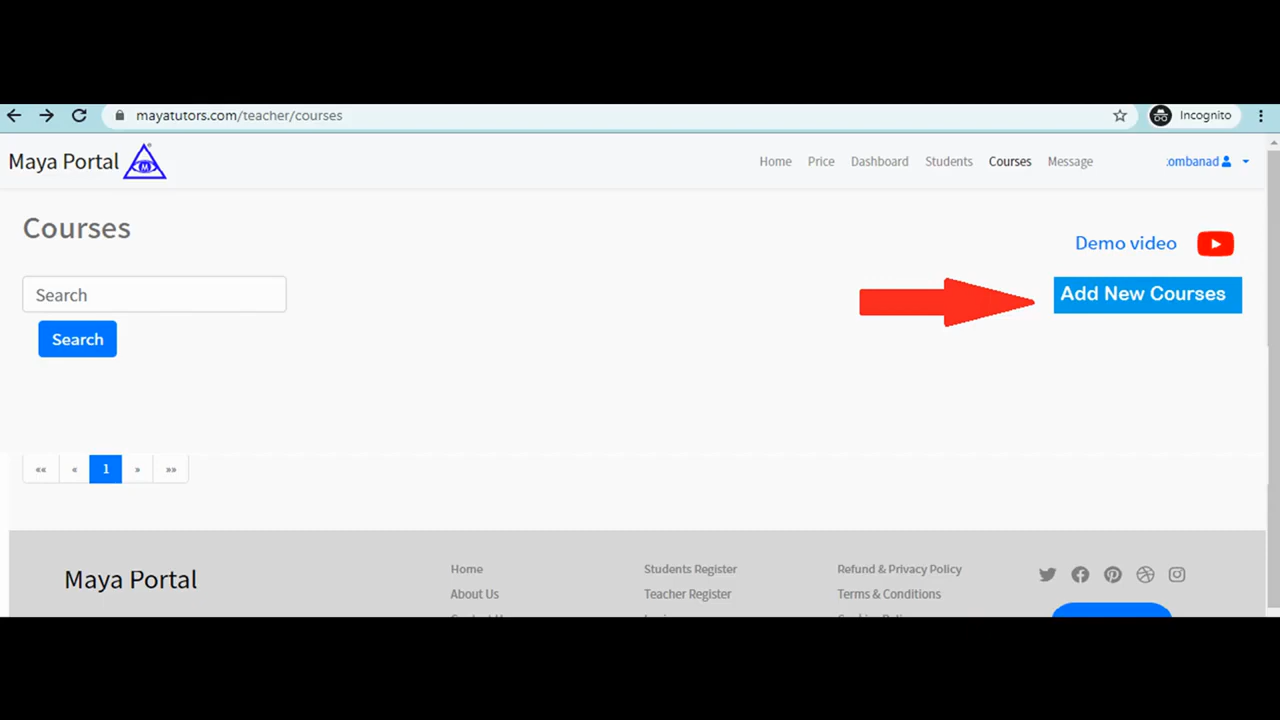 mayatutors.com/teacher/courses
Incognito
Maya Portal
M
Home Price Dashboard Students Courses Message
ombanad
Courses
Demo video
Search
Add New Courses
Search
«« « 1 » »»
Maya Portal
Home
About Us
Students Register
Teacher Register
Refund & Privacy Policy
Terms & Conditions